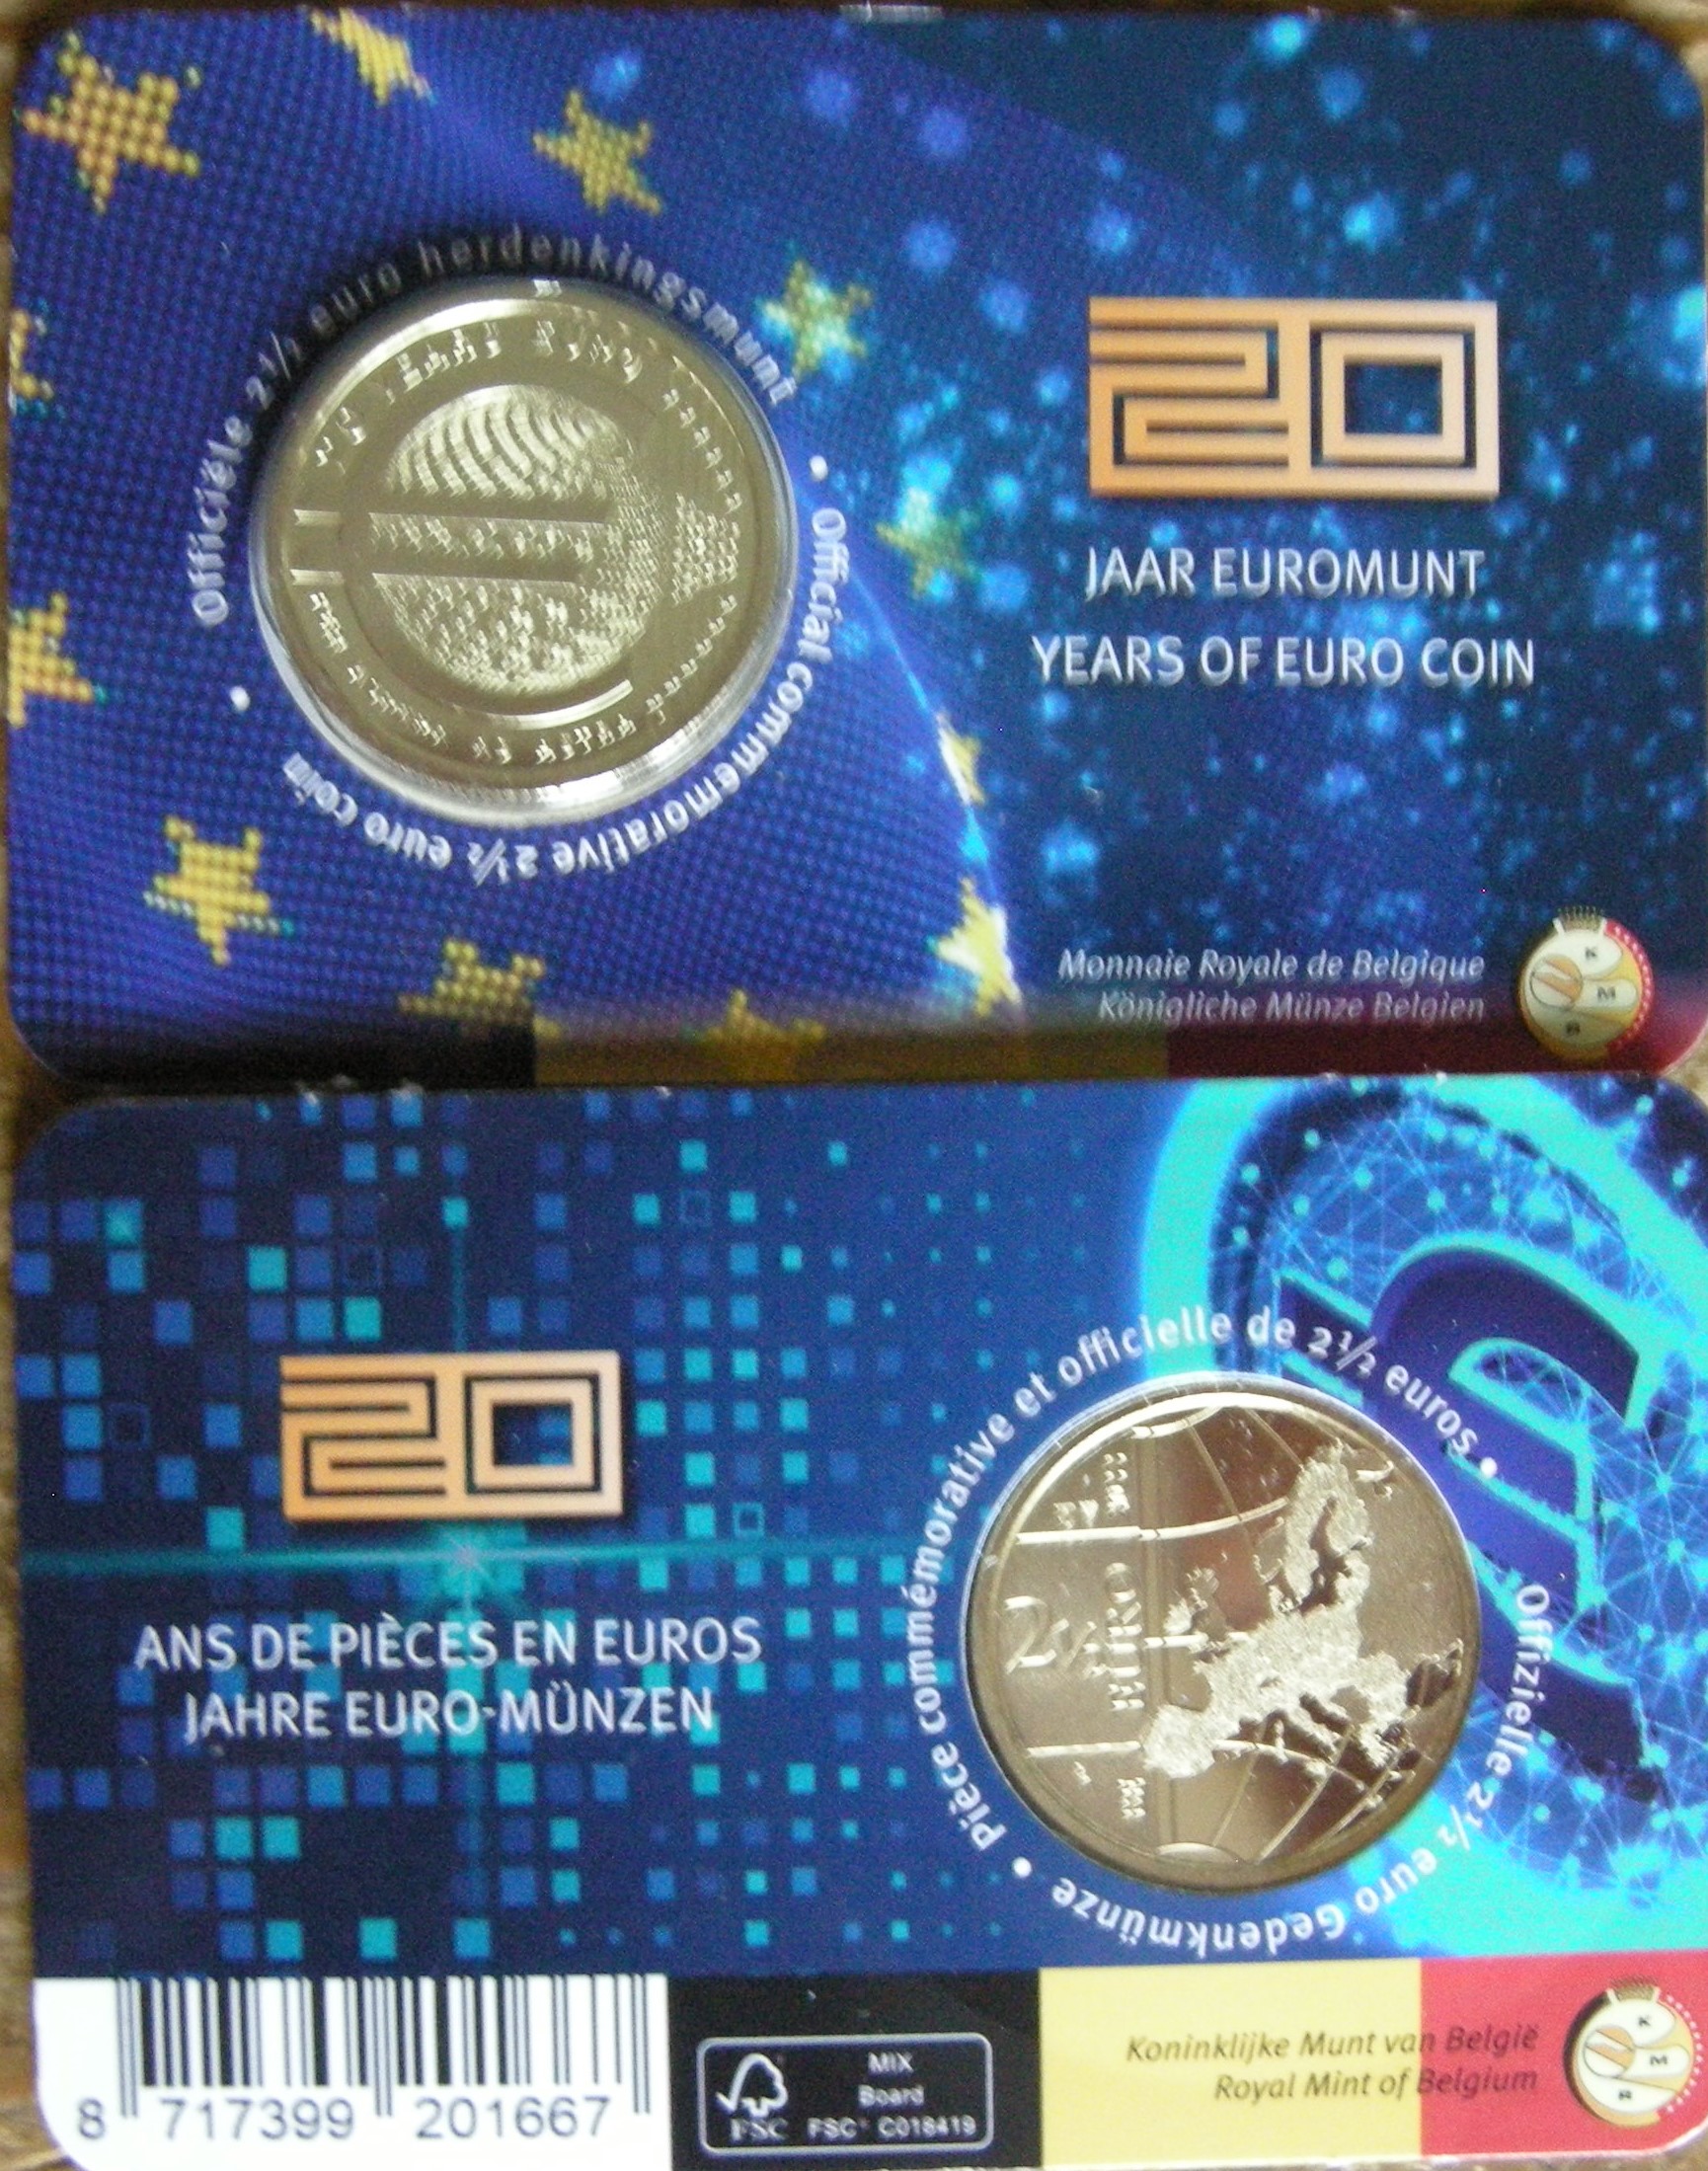 Officiële 2½ euro herdenkingsmunt
• Official commemorative 2½ euro coin •
20
JAAR EUROMUNT
YEARS OF EURO COIN
Monnaie Royale de Belgique
Königliche Münze Belgien
K
M
B
20
ANS DE PIÈCES EN EUROS
JAHRE EURO-MÜNZEN
Pièce commémorative et officielle de 2½ euros •
Offizielle 2½ euro Gedenkmünze •
2½
EURO
8 717399 201667
FSC
MIX
Board
FSC® C018419
Koninklijke Munt van België
Royal Mint of Belgium
K
M
B